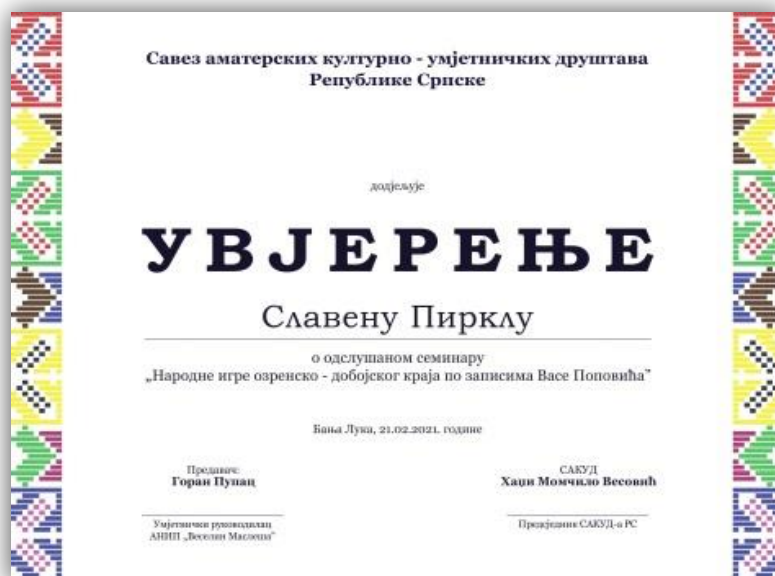 Савез аматерских културно - умјетничких друштава
Републике Српске
додјељује
УВЈЕРЕЊЕ
Славену Пирклу
о одслушаном семинару
„Народне игре озренско - добојског краја по записима Васе Поповића”
Бања Лука, 21.02.2021. године
Предавач:
Горан Пупац
Умјетнички руководилац
АНИП „Веселин Маслеша”
САКУД
Хаџи Момчило Весовић
Предсједник САКУД-а РС